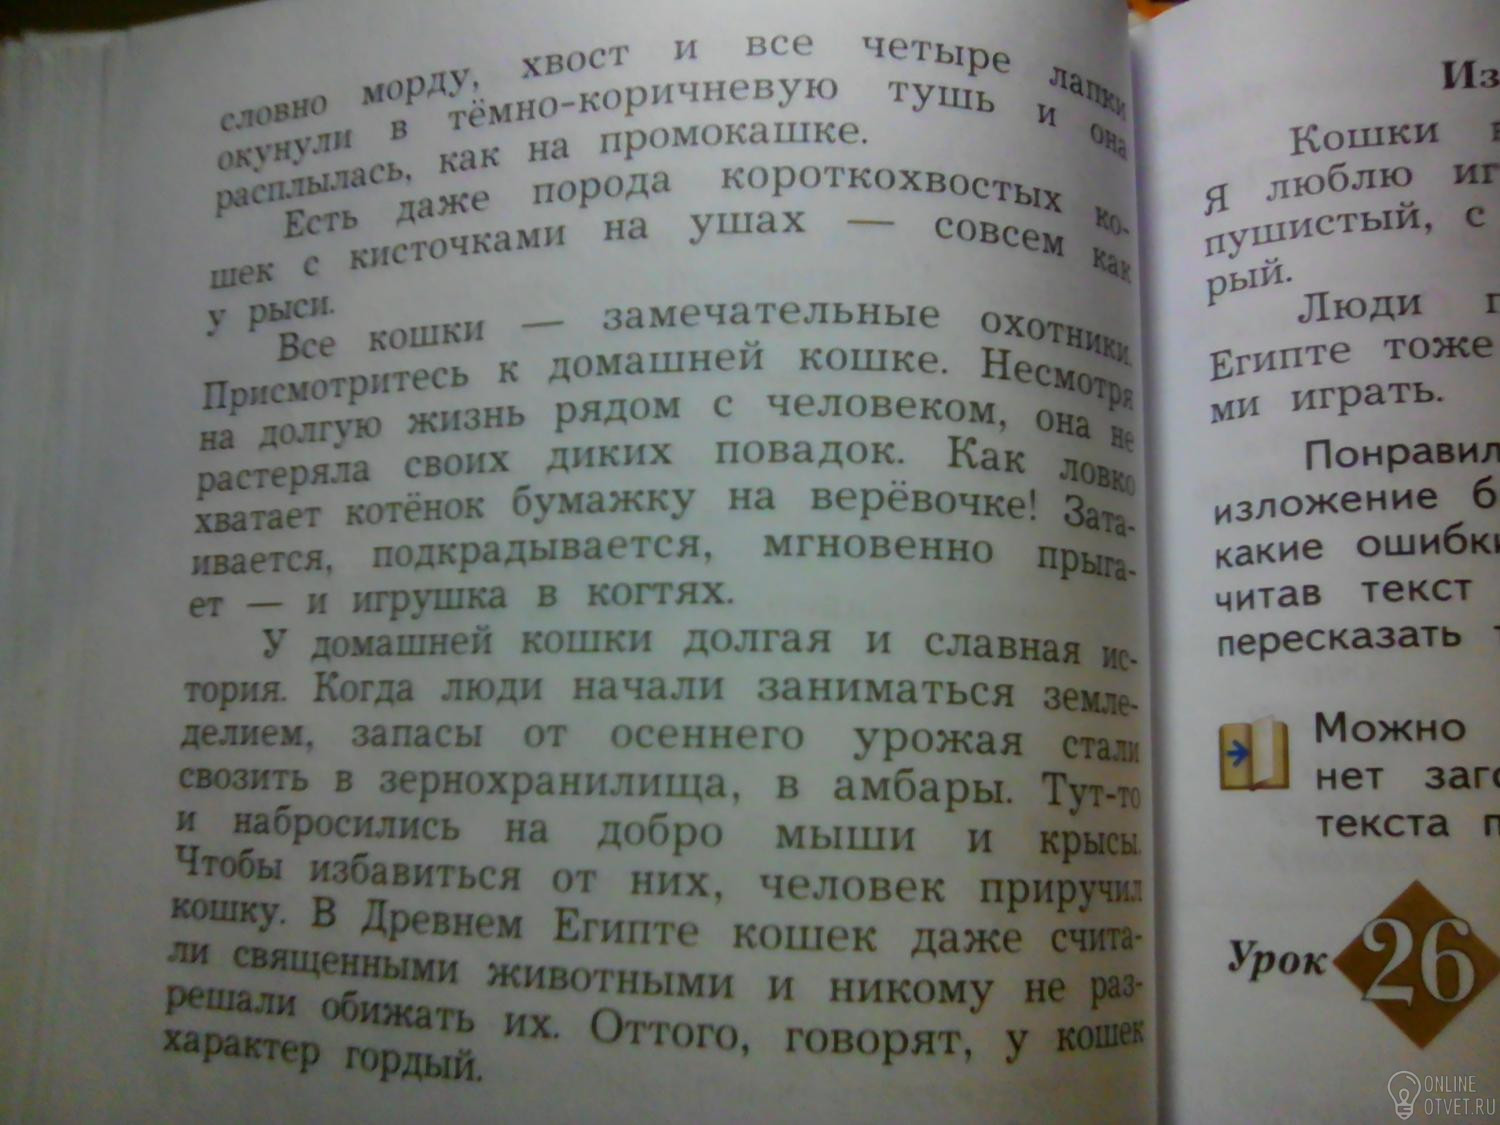 словно морду, хвост и все четыре лапки
окунули в тёмно-коричневую тушь и она
расплылась, как на промокашке.
Есть даже порода короткохвостых ко-
шек с кисточками на ушах — совсем как
у рыси.
Все кошки — замечательные охотники.
Присмотритесь к домашней кошке. Несмотря
на долгую жизнь рядом с человеком, она не
растеряла своих диких повадок. Как ловко
хватает котёнок бумажку на верёвочке! Зата-
ивается, подкрадывается, мгновенно прыга-
ет — и игрушка в когтях.
У домашней кошки долгая и славная ис-
тория. Когда люди начали заниматься земле-
делием, запасы от осеннего урожая стали
свозить в зернохранилища, в амбары. Тут-то
и набросились на добро мыши и крысы.
Чтобы избавиться от них, человек приручил
кошку. В Древнем Египте кошек даже счита-
ли священными животными и никому не раз-
решали обижать их. Оттого, говорят, у кошек
характер гордый.
Из
Кошки
Я люблю иг
пушистый, с
рый.
Люди п
Египте тоже
ми играть.
Понравил
изложение б
какие ошибки
читав текст
пересказать т
Можно
нет заго
текста п
Урок 26
ONLINE
OTVET.RU